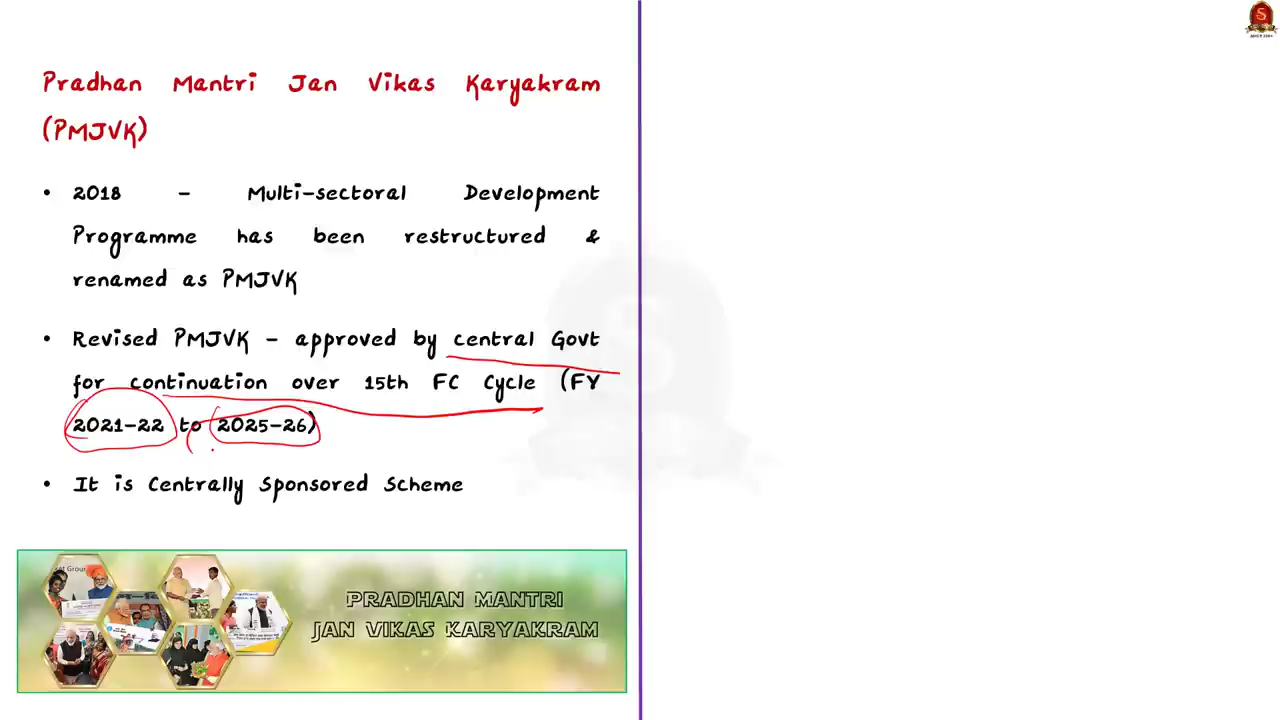 Pradhan Mantri Jan Vikas Karyakram
(PMJVK)
• 2018 - Multi-sectoral Development
Programme has been restructured &
renamed as PMJVK
• Revised PMJVK - approved by central Govt
for continuation over 15th FC Cycle (FY
2021-22 to 2025-26)
• It is Centrally Sponsored Scheme
PRADHAN MANTRI
JAN VIKAS KARYAKRAM